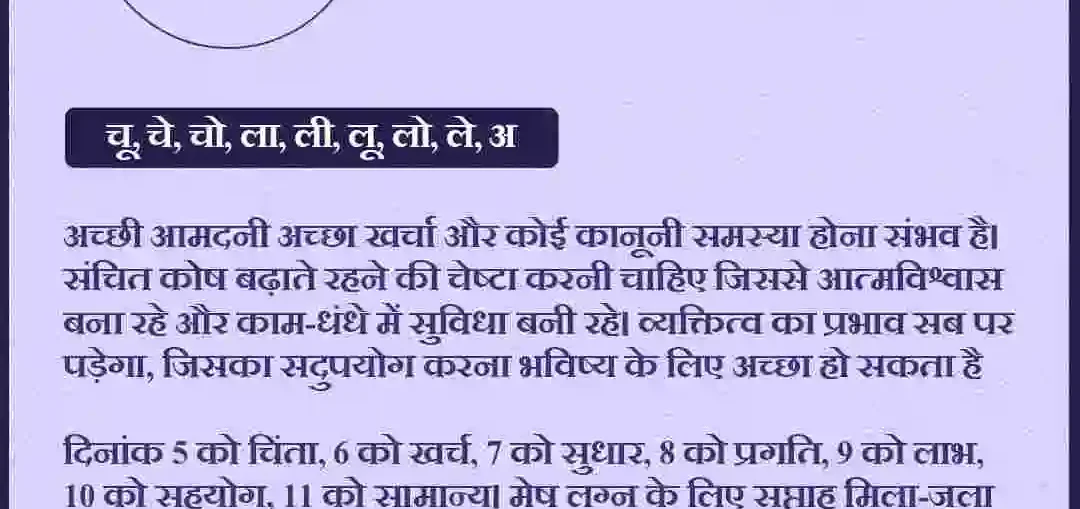 चू, चे, चो, ला, ली, लू, लो, ले, अ
अच्छी आमदनी अच्छा खर्चा और कोई कानूनी समस्या होना संभव है।
संचित कोष बढ़ाते रहने की चेष्टा करनी चाहिए जिससे आत्मविश्वास
बना रहे और काम-धंधे में सुविधा बनी रहे। व्यक्तित्व का प्रभाव सब पर
पड़ेगा, जिसका सदुपयोग करना भविष्य के लिए अच्छा हो सकता है
दिनांक 5 को चिंता, 6 को खर्च, 7 को सुधार, 8 को प्रगति, 9 को लाभ,
10 को सहयोग, 11 को सामान्य। मेष लग्न के लिए सप्ताह मिला-जुला